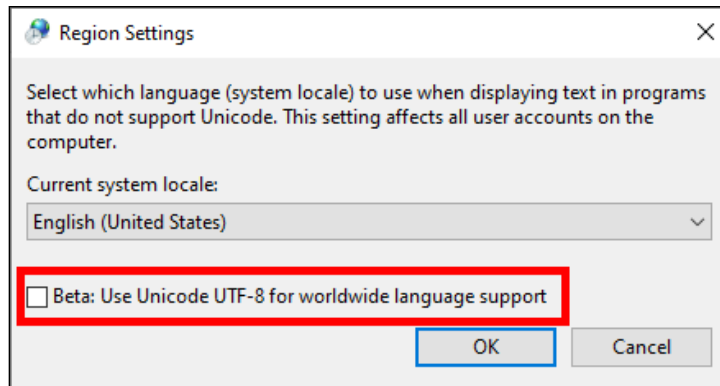 Region Settings
Select which language (system locale) to use when displaying text in programs
that do not support Unicode. This setting affects all user accounts on the
computer.
Current system locale:
English (United States)
Beta: Use Unicode UTF-8 for worldwide language support
OK Cancel